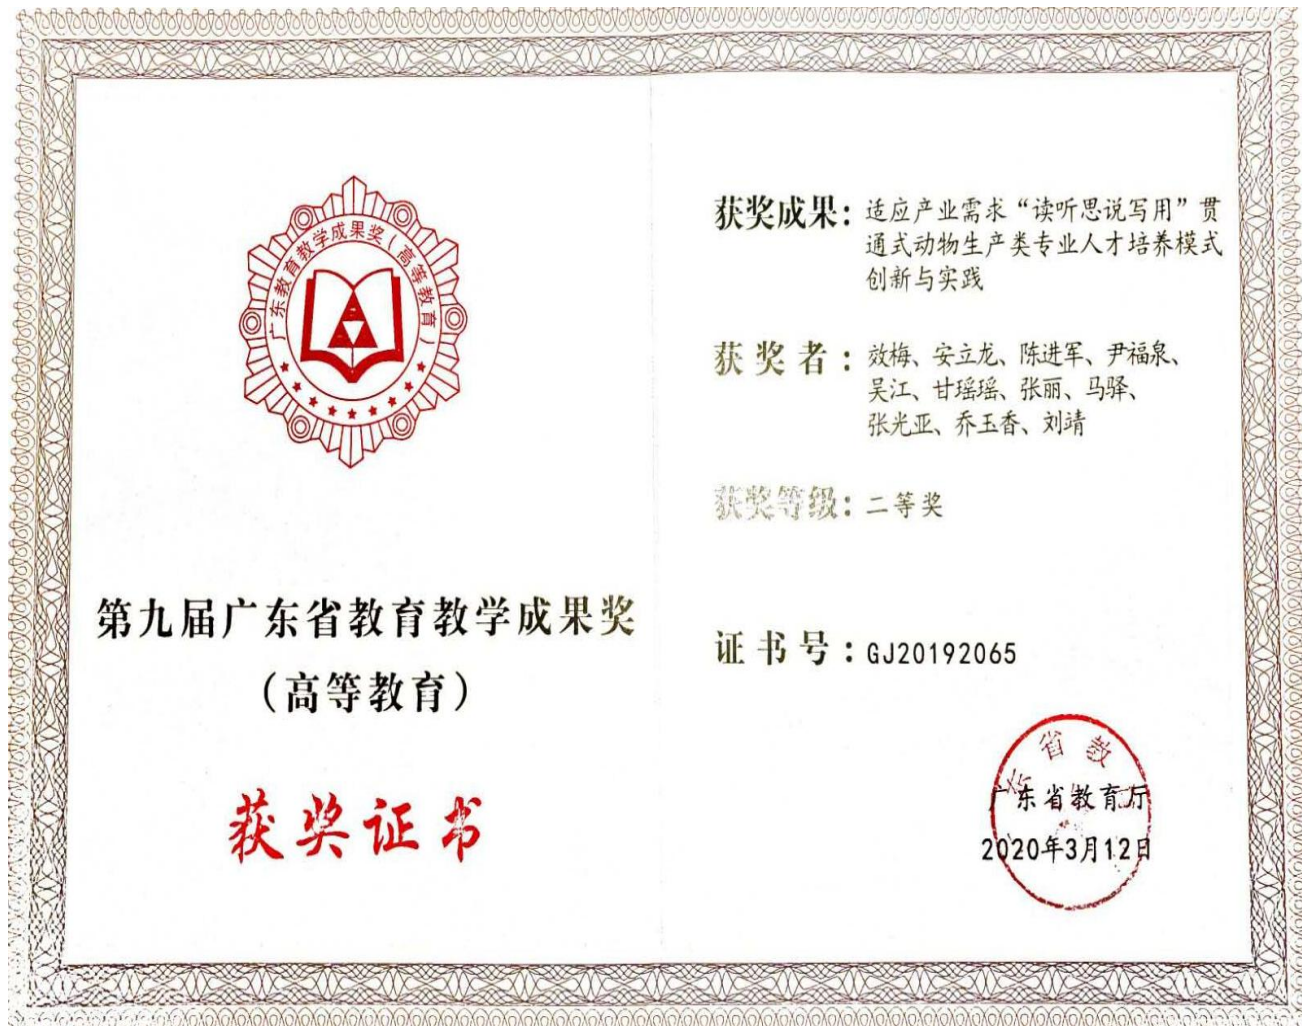 广东教育教学成果奖(高等教育)
第九届广东省教育教学成果奖
(高等教育)
获奖证书
获奖成果：适应产业需求“读听思说写用”贯
通式动物生产类专业人才培养模式
创新与实践
获奖者：效梅、安立龙、陈进军、尹福泉、
吴江、甘瑶瑶、张丽、马驿、
张光亚、乔玉香、刘靖
获奖等级：二等奖
证书号：GJ20192065
省教
广东省教育厅
2020年3月12日